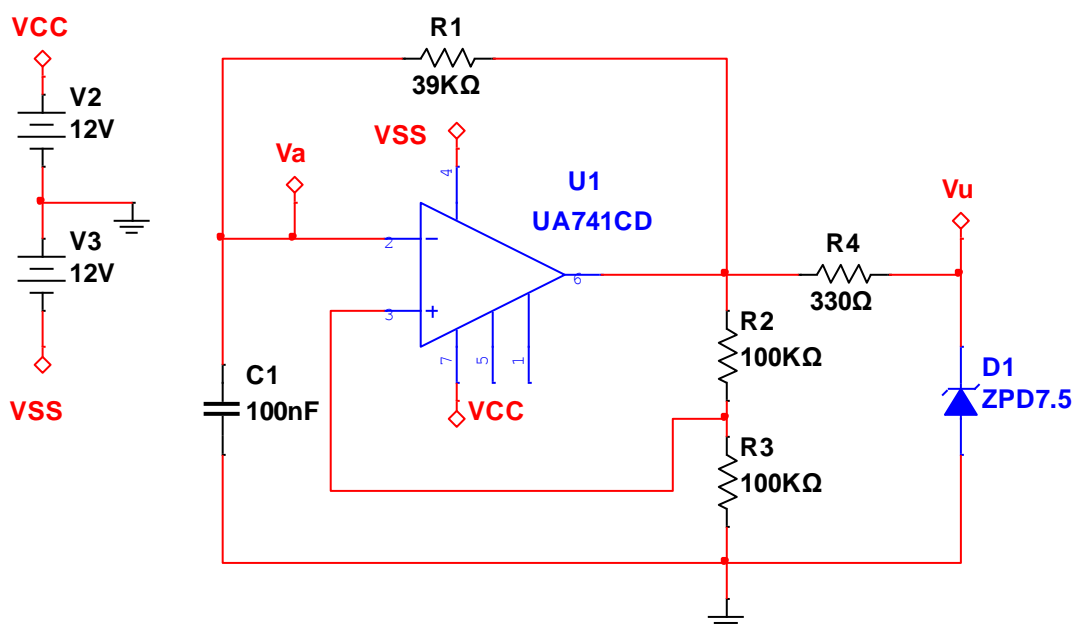 VCC
V2
12V
V3
12V
VSS
R1
39KΩ
VSS
Va
4
U1
UA741CD
2
3
6
7
5
1
VCC
C1
100nF
R2
100KΩ
R3
100KΩ
R4
330Ω
Vu
D1
ZPD7.5